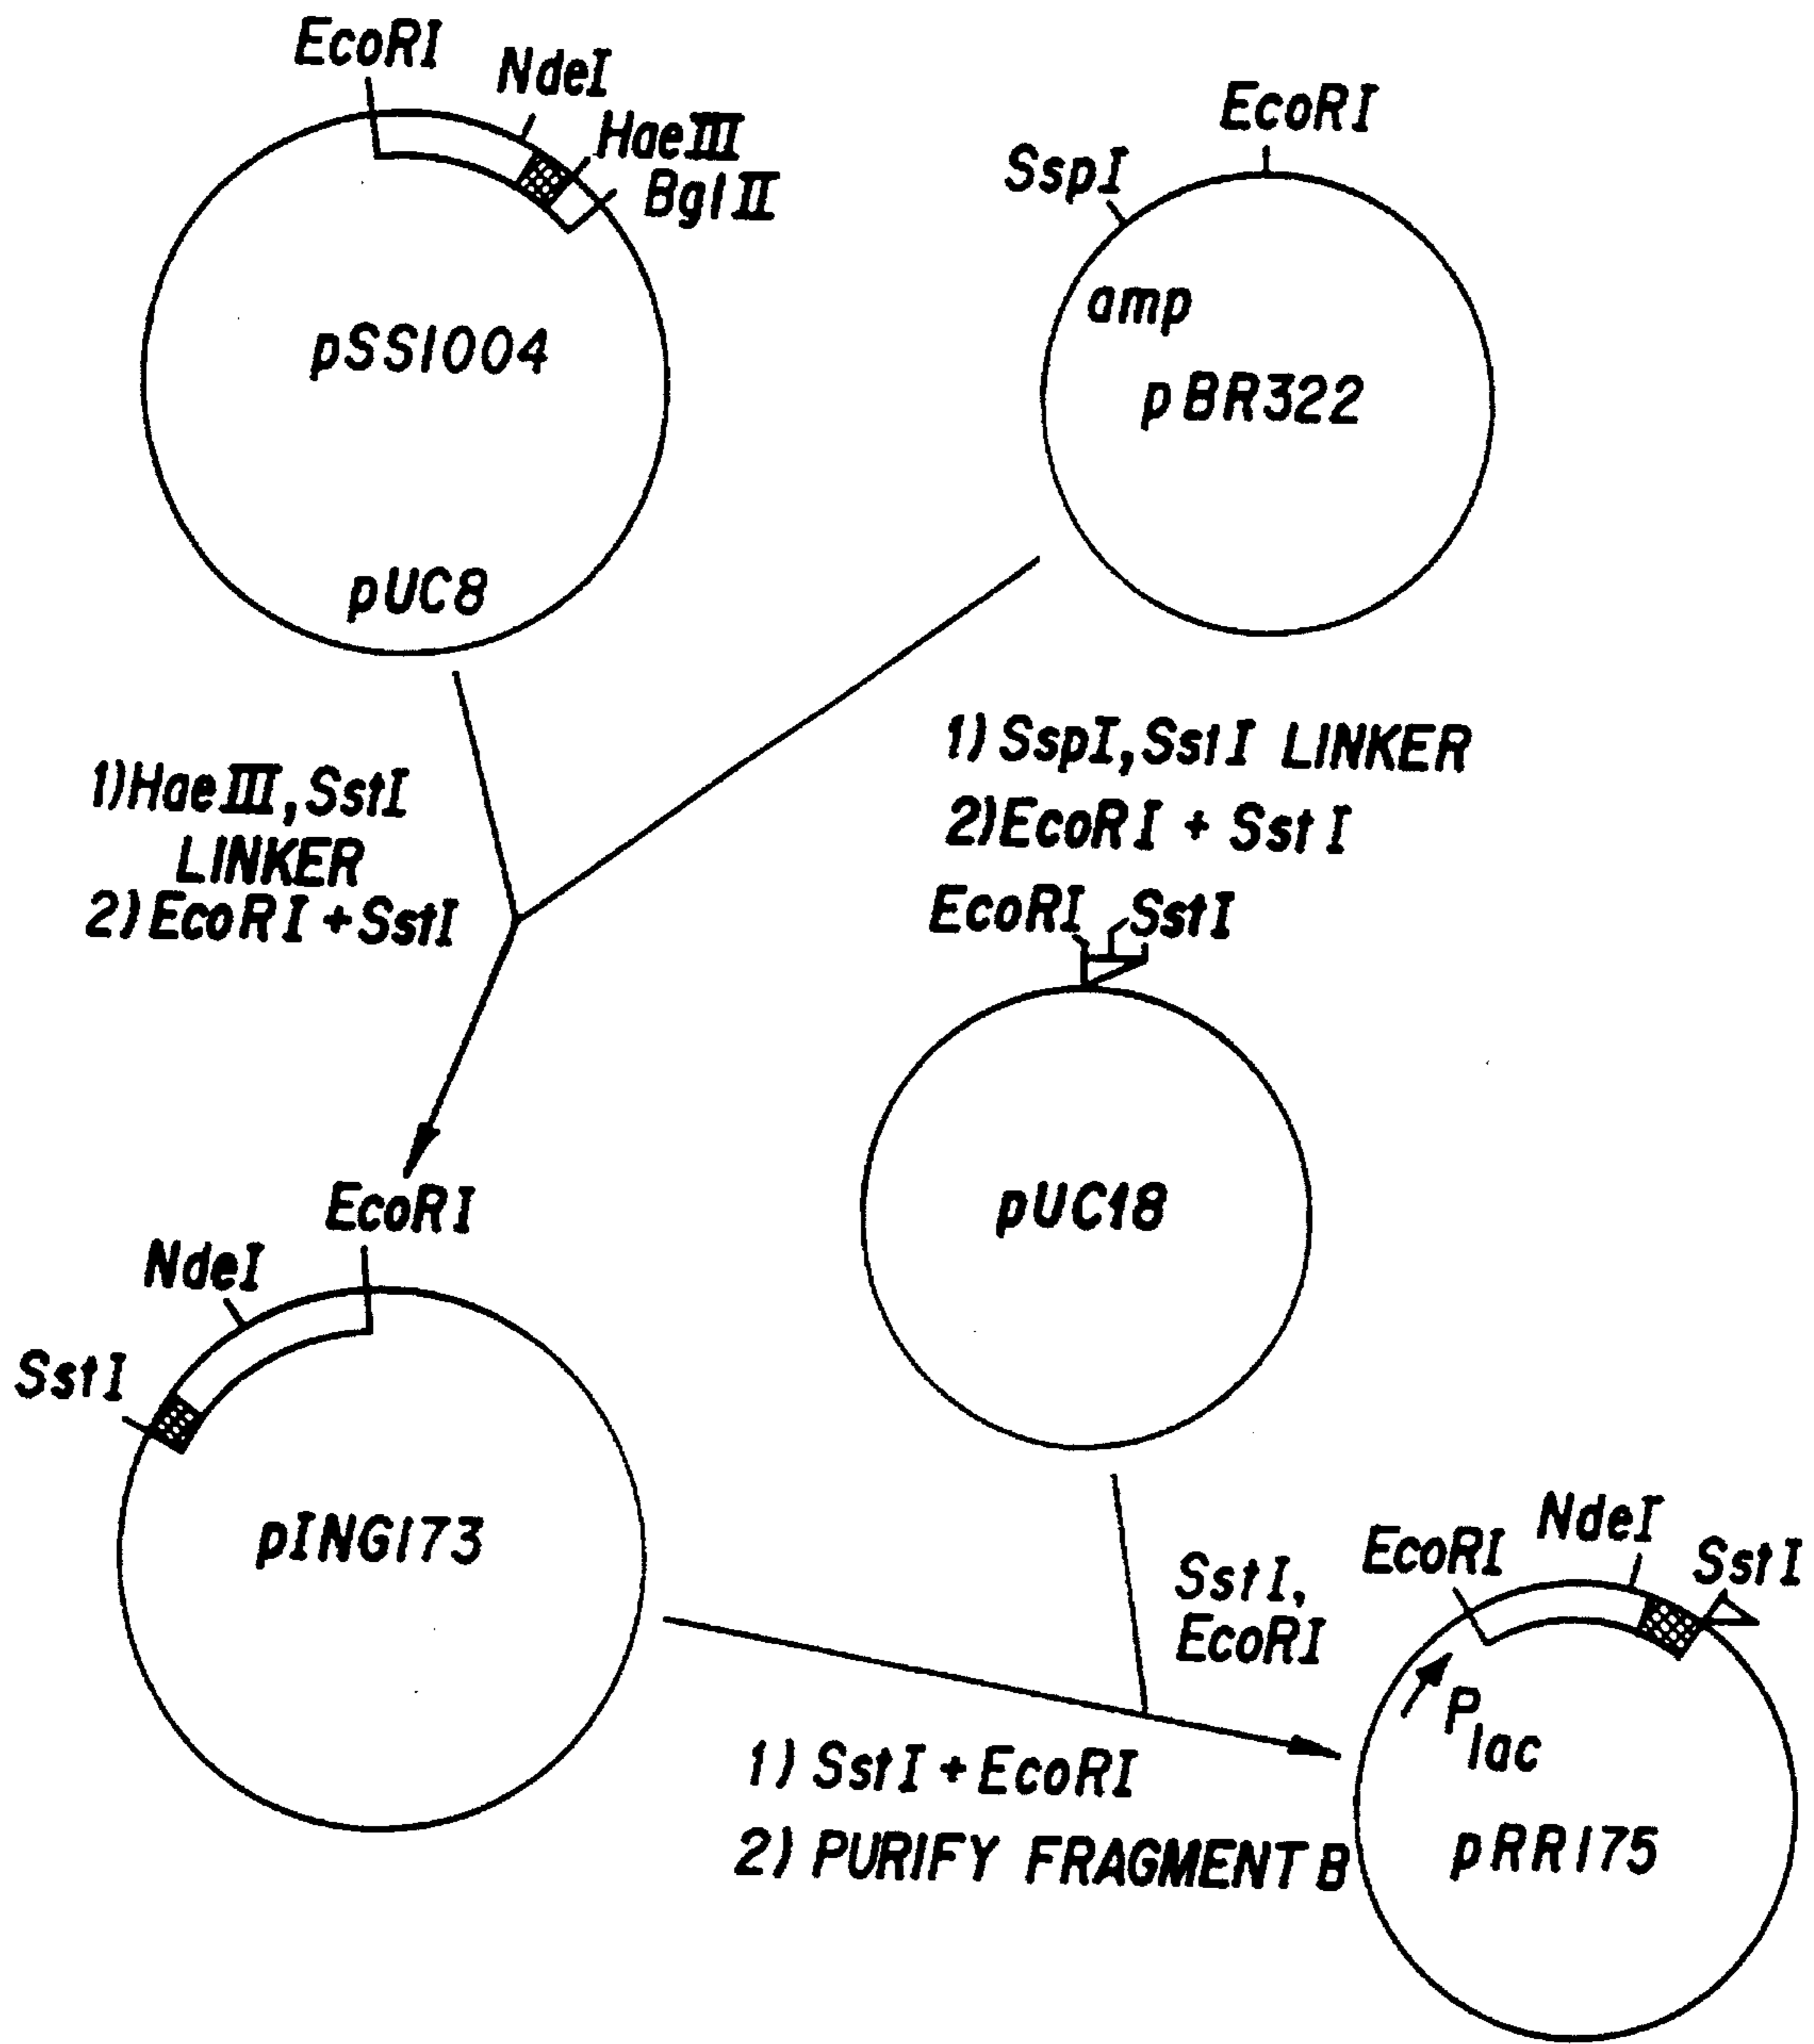 EcoRI
NdeI
HaeIII
BglII
pSS1004
pUC8
EcoRI
SspI
amp
pBR322
1)HaeIII,SstI
LINKER
2)EcoRI+SstI
1) SspI,SstI LINKER
2)EcoRI + SstI
EcoRI
SstI
pUC18
EcoRI
NdeI
SstI
pING173
SstI,
EcoRI
1) SstI + EcoRI
2) PURIFY FRAGMENT B
EcoRI
NdeI
SstI
Plac
pRR175